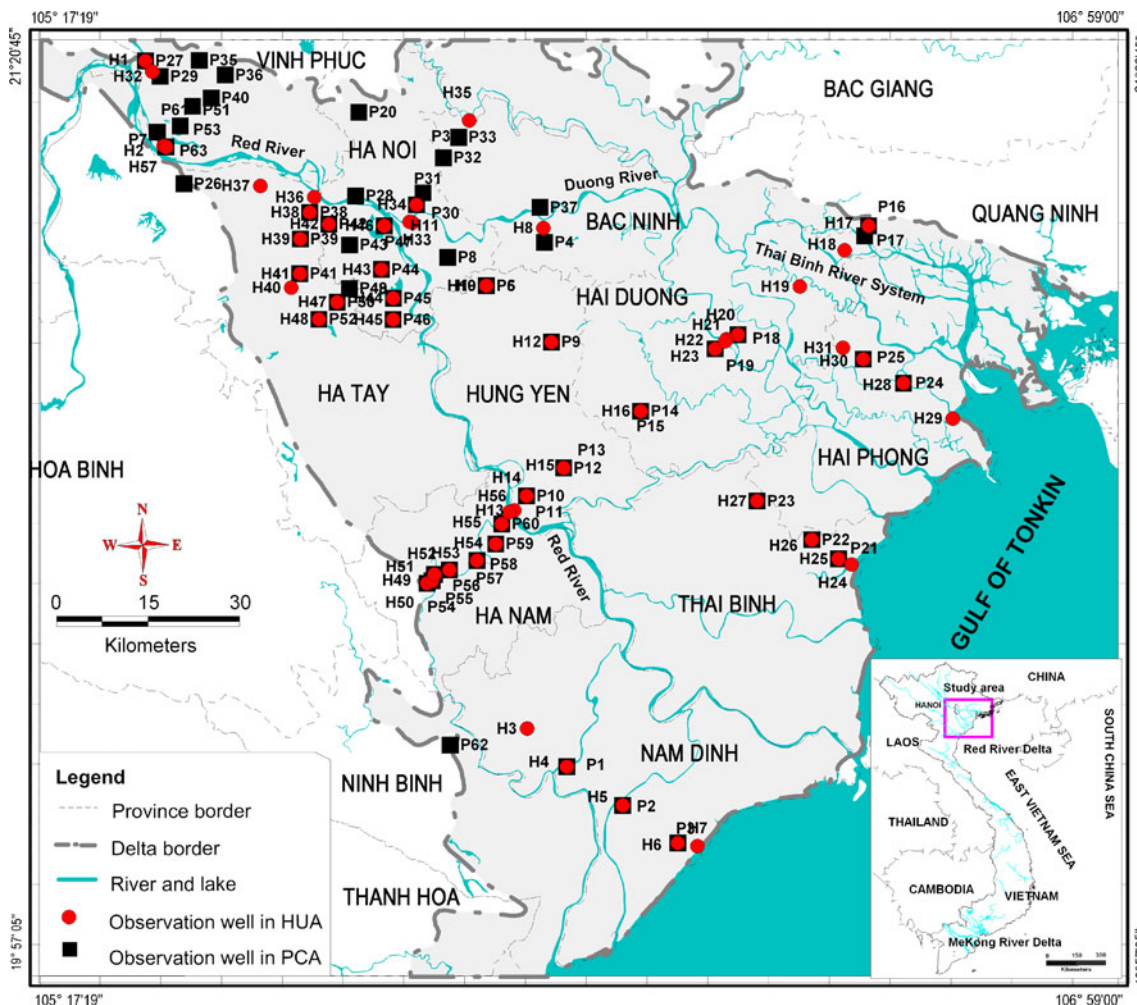 105° 17'19"
106° 59'00"
21°20'45"
VINH PHUC
BAC GIANG
HA NOI
Red River
Duong River
BAC NINH
QUANG NINH
Thai Binh River System
HAI DUONG
HA TAY
HUNG YEN
HOA BINH
HAI PHONG
GULF OF TONKIN
Red River
THAI BINH
HA NAM
NAM DINH
NINH BINH
THANH HOA
H1 P27 P35
H32 P29 P36
P61 P51 P40
P20
H35
P7 P53
H2 P63
H57
P33
P32
P26 H37
P31
H36 P28 H34 P30
H38 P38
H42
H46
H11
H33
P37
H8
P4
P16
H17
P17
H18
H39 P39 P43
P8
H41 P41 H43 P44
H40 P48
H19
P6
H47 P45
H48 P52 H45 P46
H12 P9
H20
H21
H22 P18
H23
P19
H31
H30 P25
H28 P24
H29
H16 P14
P15
P13
H15 P12
H14
H56 P10
H13 P11
H55 P60
H27 P23
P22
H26
P21
H25
H24
H54 P59
H52 H53
H51 P58
H49 P57
H50 P56
P54 P55
H3
P62
H4 P1
H5 P2
H6 H7
N
W E
S
0 15 30
Kilometers
Legend
Province border
Delta border
River and lake
Observation well in HUA
Observation well in PCA
Study area
CHINA
HANOI
LAOS
Red River Delta
THAILAND
EAST VIETNAM SEA
SOUTH CHINA SEA
CAMBODIA
VIETNAM
MeKong River Delta
0 150 300
Kilometers
19° 57'05"
105° 17'19"
106° 59'00"